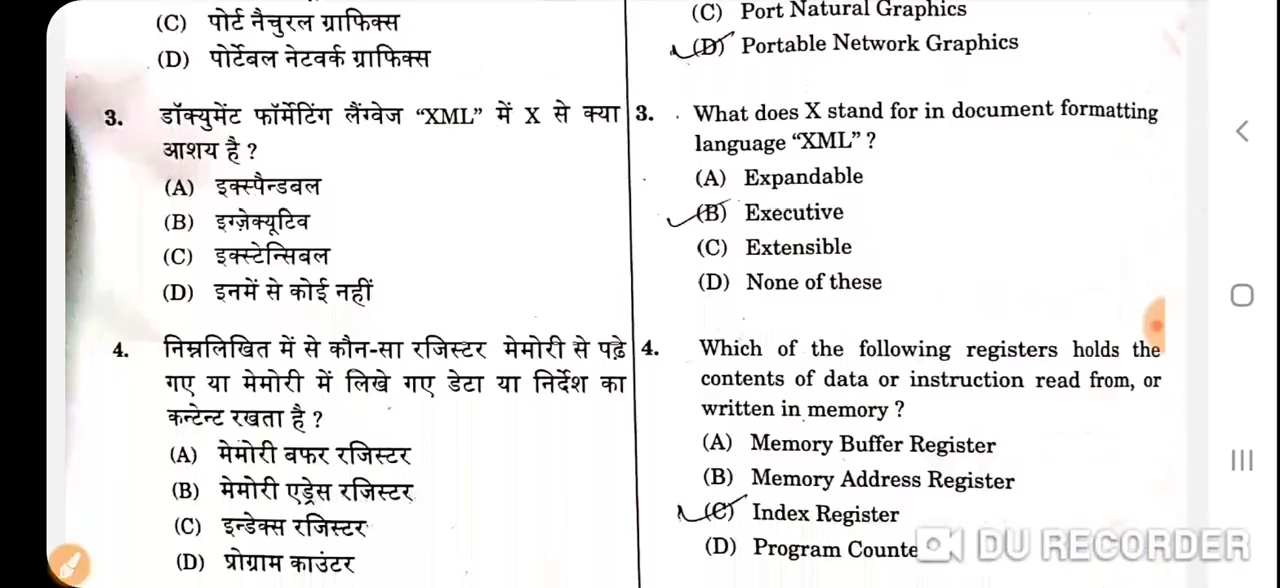 (C) पोर्ट नैचुरल ग्राफिक्स
(D) पोर्टेबल नेटवर्क ग्राफिक्स
3. डॉक्युमेंट फॉर्मेटिंग लैंग्वेज “XML” में X से क्या
आशय है ?
(A) इक्स्पैन्डबल
(B) इग्ज़ेक्यूटिव
(C) इक्स्टेन्सिबल
(D) इनमें से कोई नहीं
4. निम्नलिखित में से कौन-सा रजिस्टर मेमोरी से पढ़े
गए या मेमोरी में लिखे गए डेटा या निर्देश का
कन्टेन्ट रखता है ?
(A) मेमोरी बफर रजिस्टर
(B) मेमोरी एड्रेस रजिस्टर
(C) इन्डेक्स रजिस्टर
(D) प्रोग्राम काउंटर
(C) Port Natural Graphics
(D) Portable Network Graphics
3. What does X stand for in document formatting
language “XML” ?
(A) Expandable
(B) Executive
(C) Extensible
(D) None of these
4. Which of the following registers holds the
contents of data or instruction read from, or
written in memory ?
(A) Memory Buffer Register
(B) Memory Address Register
(C) Index Register
(D) Program Counte
DU RECORDER